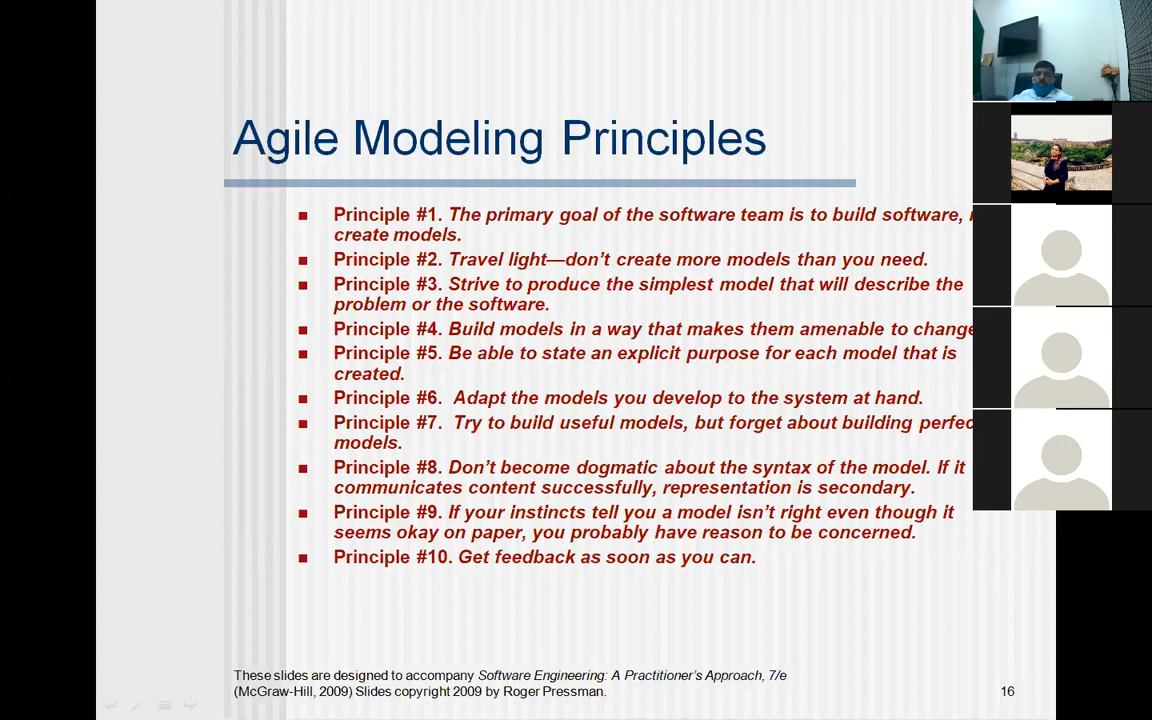 Agile Modeling Principles
Principle #1. The primary goal of the software team is to build software,
create models.
Principle #2. Travel light—don't create more models than you need.
Principle #3. Strive to produce the simplest model that will describe the
problem or the software.
Principle #4. Build models in a way that makes them amenable to change
Principle #5. Be able to state an explicit purpose for each model that is
created.
Principle #6. Adapt the models you develop to the system at hand.
Principle #7. Try to build useful models, but forget about building perfec
models.
Principle #8. Don't become dogmatic about the syntax of the model. If it
communicates content successfully, representation is secondary.
Principle #9. If your instincts tell you a model isn't right even though it
seems okay on paper, you probably have reason to be concerned.
Principle #10. Get feedback as soon as you can.
These slides are designed to accompany Software Engineering: A Practitioner's Approach, 7/e
(McGraw-Hill, 2009) Slides copyright 2009 by Roger Pressman.
16